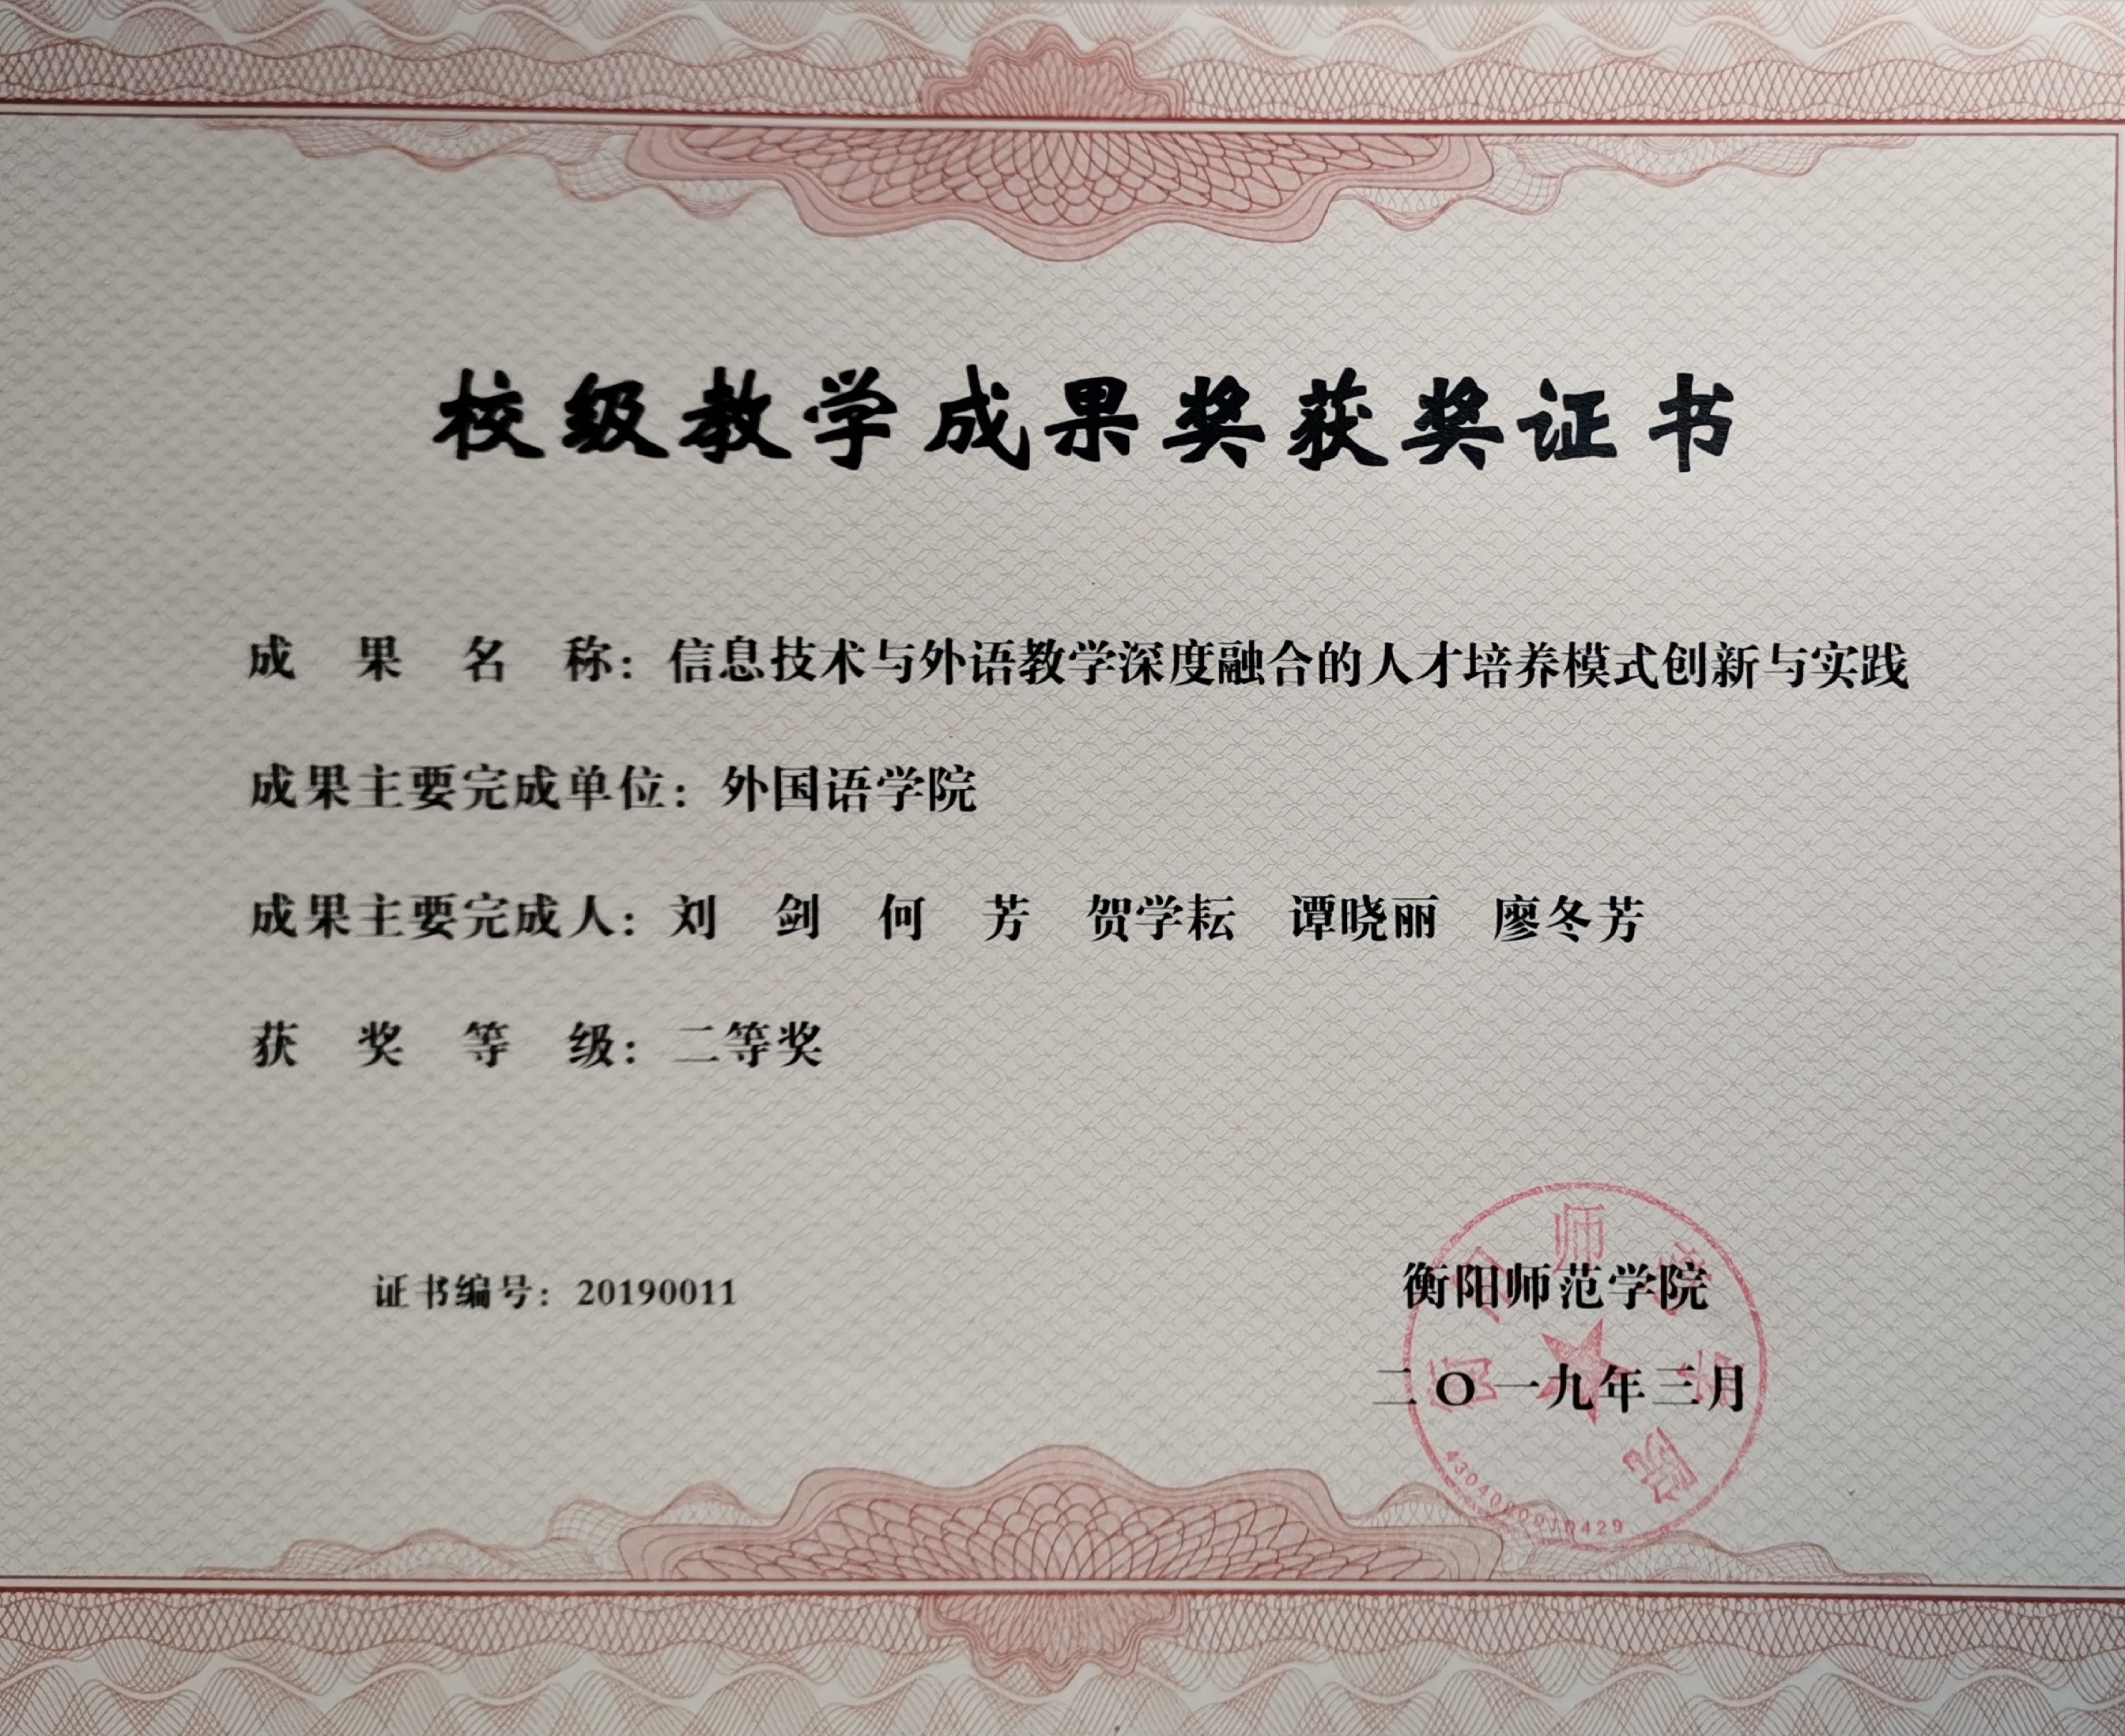 校级教学成果奖获奖证书
成果名称：信息技术与外语教学深度融合的人才培养模式创新与实践
成果主要完成单位：外国语学院
成果主要完成人：刘剑 何芳 贺学耘 谭晓丽 廖冬芳
获奖等级：二等奖
证书编号：20190011
衡阳师范学院
二〇一九年三月
师
院